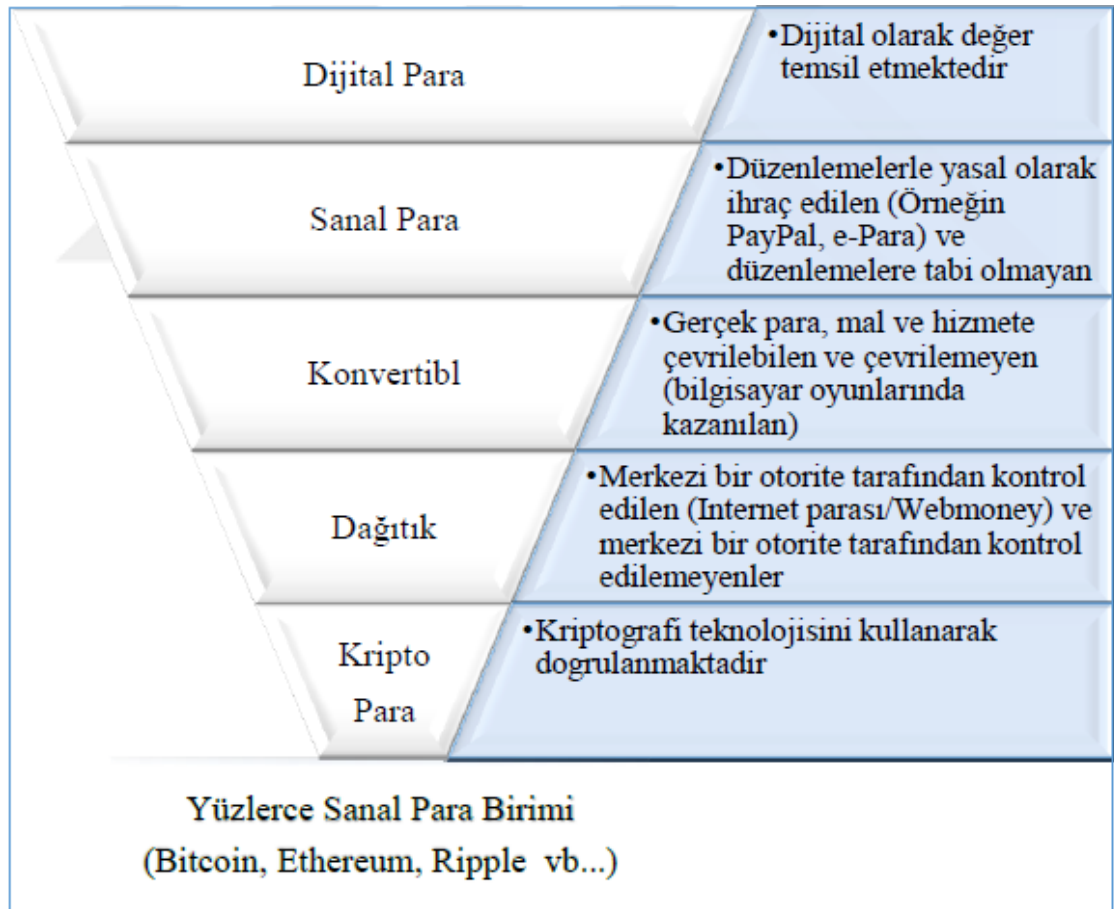 Dijital Para
•Dijital olarak değer
temsil etmektedir
Sanal Para
•Düzenlemelerle yasal olarak
ihraç edilen (Örneğin
PayPal, e-Para) ve
düzenlemelere tabi olmayan
Konvertibl
•Gerçek para, mal ve hizmete
çevrilebilen ve çevrilemeyen
(bilgisayar oyunlarında
kazanılan)
Dağıtık
•Merkezi bir otorite tarafından kontrol
edilen (Internet parası/Webmoney) ve
merkezi bir otorite tarafından kontrol
edilemeyenler
Kripto
Para
•Kriptografi teknolojisini kullanarak
dogrulanmaktadir
Yüzlerce Sanal Para Birimi
(Bitcoin, Ethereum, Ripple vb...)